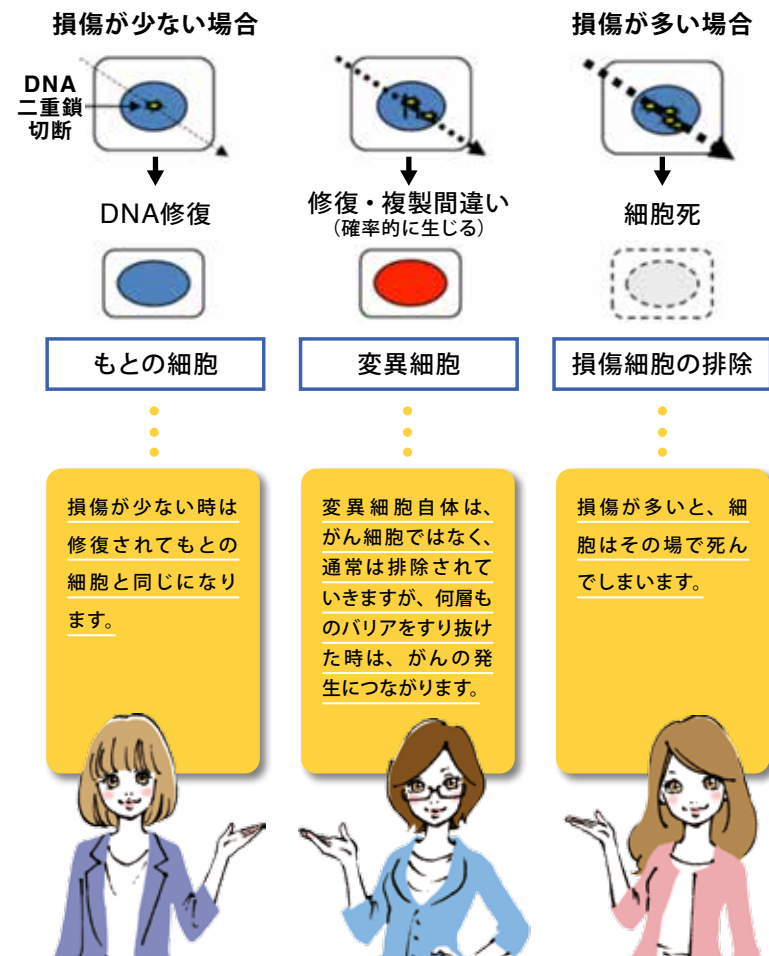 損傷が少ない場合
損傷が多い場合
DNA
二重鎖
切断
DNA修復
修復・複製間違い
（確率的に生じる）
細胞死
もとの細胞
変異細胞
損傷細胞の排除
損傷が少ない時は
修復されてもとの
細胞と同じになり
ます。
変異細胞自体は、
がん細胞ではなく、
通常は排除されて
いきますが、何層も
のバリアをすり抜け
た時は、がんの発
生につながります。
損傷が多いと、細
胞はその場で死ん
でしまいます。